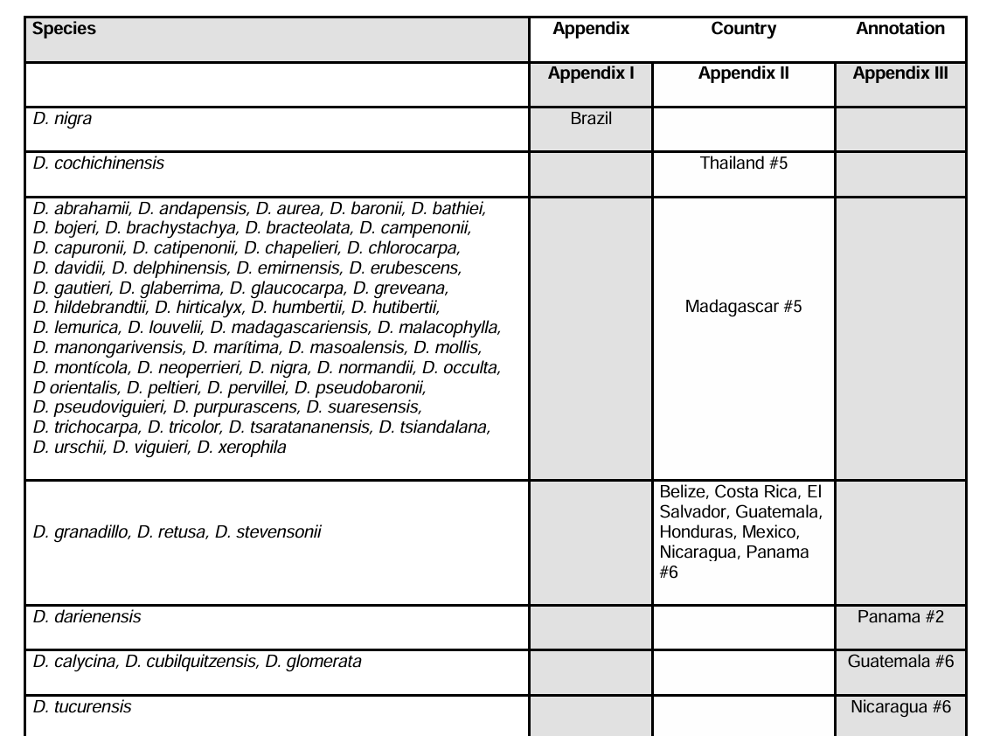 Species Appendix Country Annotation
Appendix I Appendix II Appendix III
D. nigra Brazil
D. cochichinensis Thailand #5
D. abrahamii, D. andapensis, D. aurea, D. baronii, D. bathiei,
D. bojeri, D. brachystachya, D. bracteolata, D. campenonii,
D. capuronii, D. catipenonii, D. chapelieri, D. chlorocarpa,
D. davidii, D. delphinensis, D. emirnensis, D. erubescens,
D. gautieri, D. glaberrima, D. glaucocarpa, D. greveana,
D. hildebrandtii, D. hirticalyx, D. humbertii, D. hutibertii,
D. lemurica, D. louvelii, D. madagascariensis, D. malacophylla,
D. manongarivensis, D. marítima, D. masoalensis, D. mollis,
D. montícola, D. neoperrieri, D. nigra, D. normandii, D. occulta,
D orientalis, D. peltieri, D. pervillei, D. pseudobaronii,
D. pseudoviguieri, D. purpurascens, D. suaresensis,
D. trichocarpa, D. tricolor, D. tsaratananensis, D. tsiandalana,
D. urschii, D. viguieri, D. xerophila
Madagascar #5
D. granadillo, D. retusa, D. stevensonii
Belize, Costa Rica, El
Salvador, Guatemala,
Honduras, Mexico,
Nicaragua, Panama
#6
D. darienensis Panama #2
D. calycina, D. cubilquitzensis, D. glomerata Guatemala #6
D. tucurensis Nicaragua #6